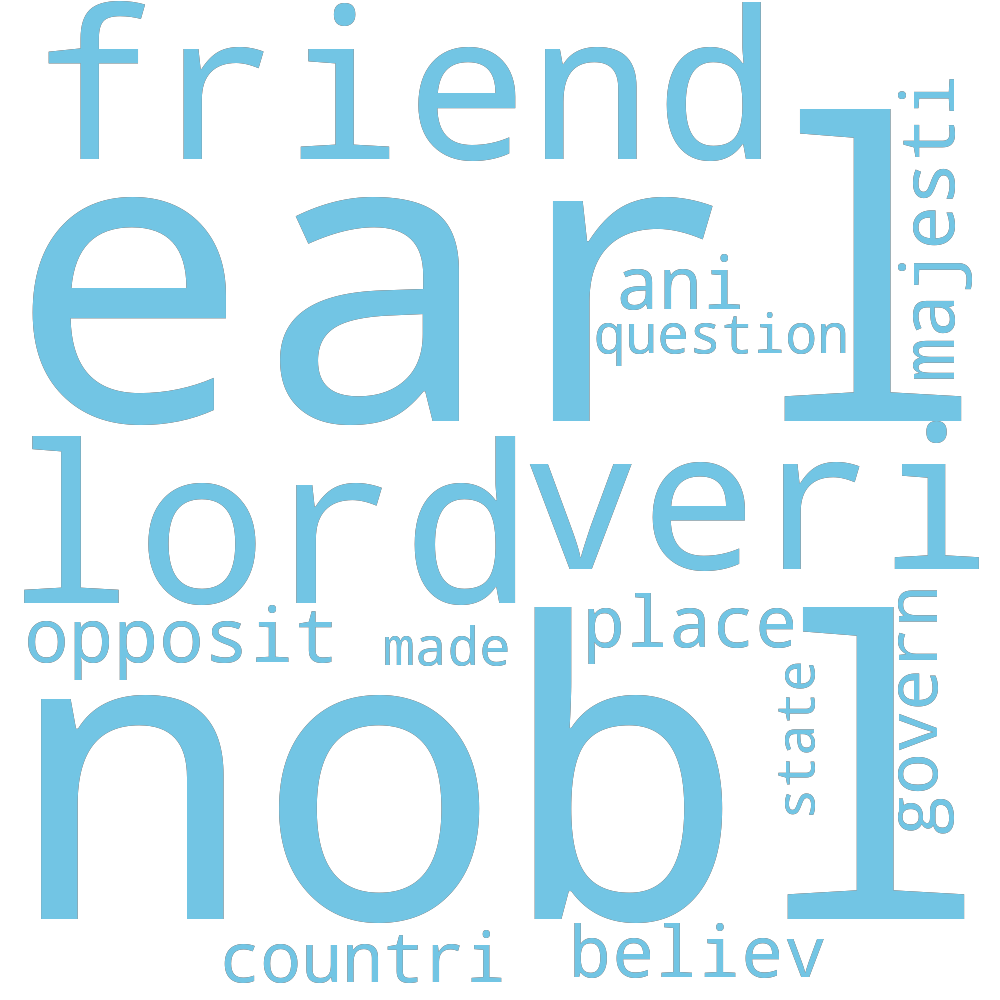 friend
majesti
earl
ani
question
lord
veri
opposit
made
place
govern
state
nobl
countri
believ